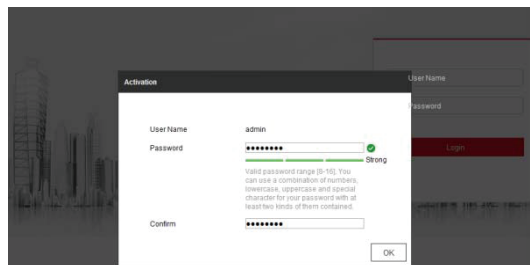 Activation
User Name
Password
Login
User Name admin
Password ••••••••
Strong
Valid password range [8-16]. You
can use a combination of numbers,
lowercase, uppercase and special
character for your password with at
least two kinds of them contained.
Confirm ••••••••
OK